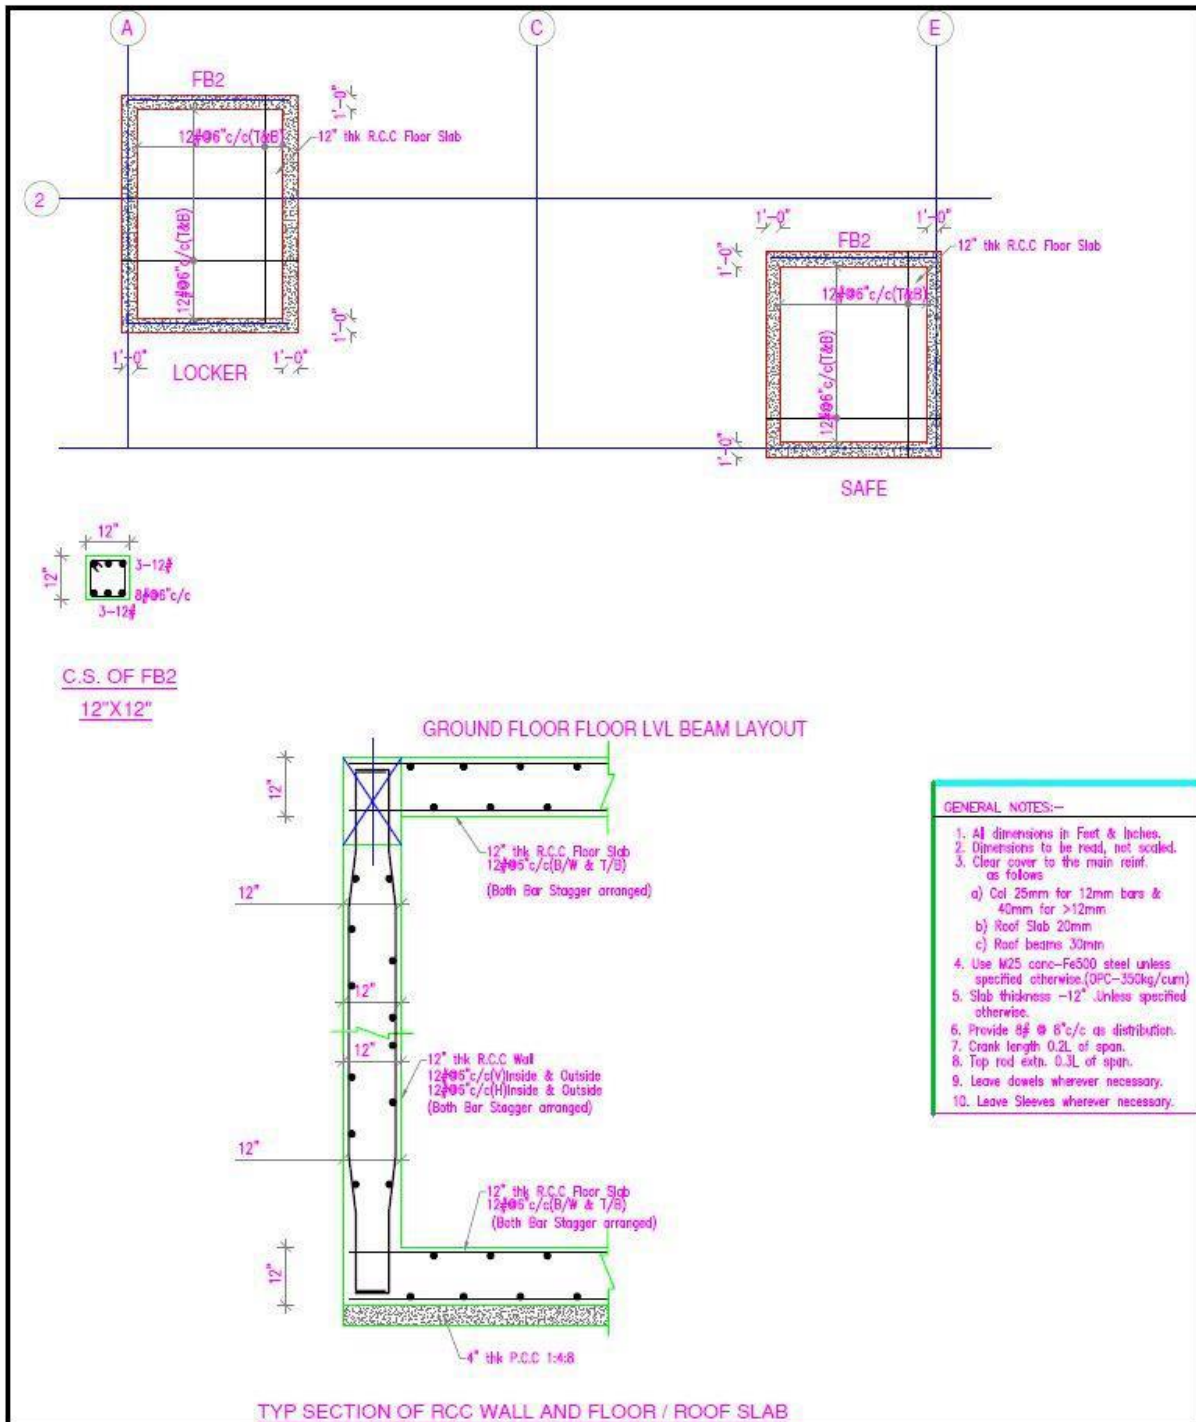 A
C
E
FB2
1'-0"
12#@6"c/c(T&B)
12" thk R.C.C Floor Slab
2
12#@6"c/c(T&B)
1'-0"
1'-0"
1'-0"
LOCKER
1'-0"
1'-0"
FB2
1'-0"
12" thk R.C.C Floor Slab
12#@6"c/c(T&B)
12#@6"c/c(T&B)
1'-0"
SAFE
12"
12"
3-12#
8#@6"c/c
3-12#
C.S. OF FB2
12"X12"
GROUND FLOOR FLOOR LVL BEAM LAYOUT
12"
12" thk R.C.C Floor Slab
12#@6"c/c(B/W & T/B)
(Both Bar Stagger arranged)
12"
12"
12"
12" thk R.C.C Wall
12#@6"c/c(V)Inside & Outside
12#@6"c/c(H)Inside & Outside
(Both Bar Stagger arranged)
12"
12" thk R.C.C Floor Slab
12#@6"c/c(B/W & T/B)
(Both Bar Stagger arranged)
12"
4" thk P.C.C 1:4:8
TYP SECTION OF RCC WALL AND FLOOR / ROOF SLAB
GENERAL NOTES:-
1. All dimensions in Feet & Inches.
2. Dimensions to be read, not scaled.
3. Clear cover to the main reinf.
as follows
a) Col 25mm for 12mm bars &
40mm for >12mm
b) Roof Slab 20mm
c) Roof beams 30mm
4. Use M25 conc-Fe500 steel unless
specified otherwise.(OPC-350kg/cum)
5. Slab thickness -12" .Unless specified
otherwise.
6. Provide 8# @ 8"c/c as distribution.
7. Crank length 0.2L of span.
8. Top rod extn. 0.3L of span.
9. Leave dowels wherever necessary.
10. Leave Sleeves wherever necessary.